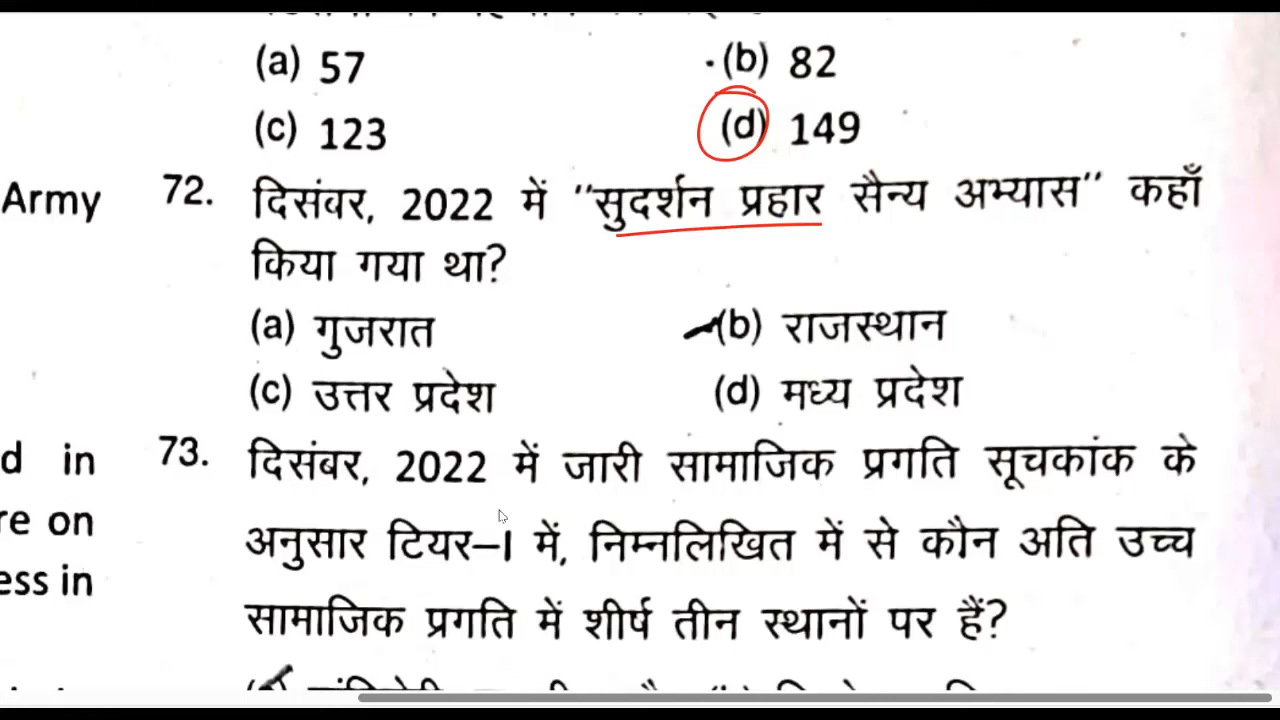 (a) 57 (b) 82
(c) 123 (d) 149
Army 72. दिसंबर, 2022 में "सुदर्शन प्रहार सैन्य अभ्यास" कहाँ
किया गया था?
(a) गुजरात (b) राजस्थान
(c) उत्तर प्रदेश (d) मध्य प्रदेश
d in 73. दिसंबर, 2022 में जारी सामाजिक प्रगति सूचकांक के
re on अनुसार टियर–I में, निम्नलिखित में से कौन अति उच्च
ess in सामाजिक प्रगति में शीर्ष तीन स्थानों पर हैं?